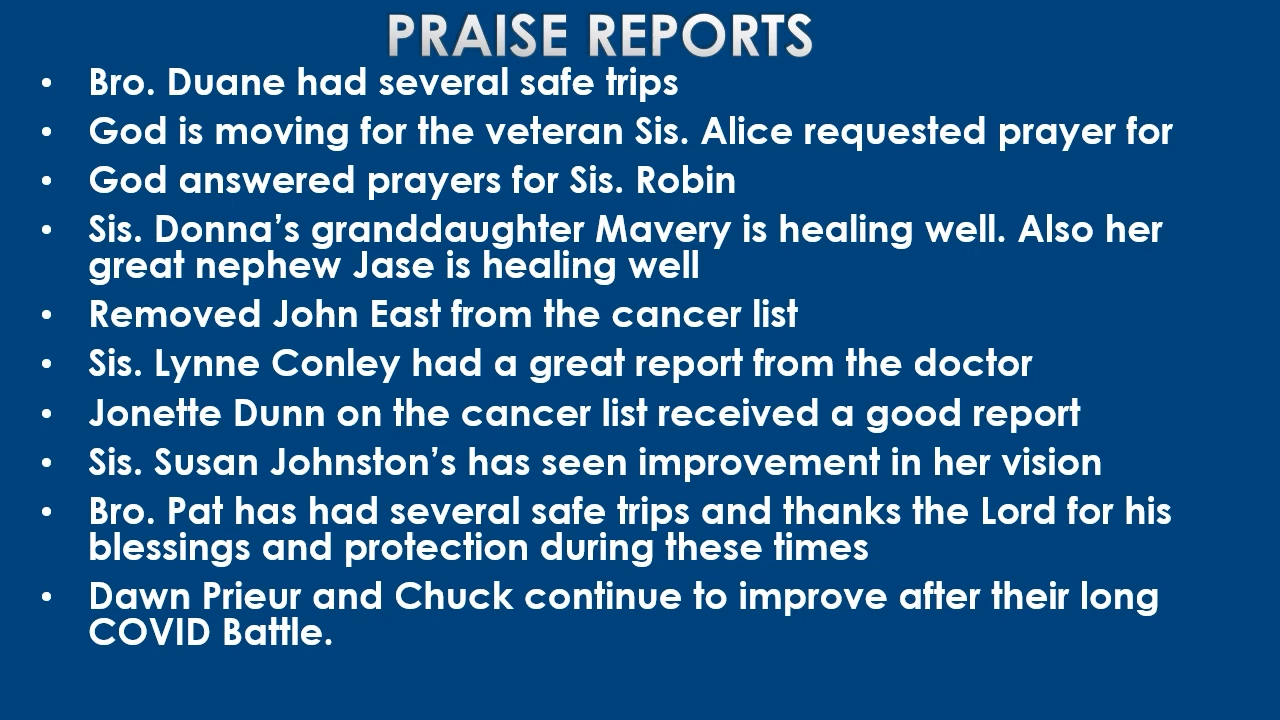 PRAISE REPORTS
• Bro. Duane had several safe trips
• God is moving for the veteran Sis. Alice requested prayer for
• God answered prayers for Sis. Robin
• Sis. Donna’s granddaughter Mavery is healing well. Also her
great nephew Jase is healing well
• Removed John East from the cancer list
• Sis. Lynne Conley had a great report from the doctor
• Jonette Dunn on the cancer list received a good report
• Sis. Susan Johnston’s has seen improvement in her vision
• Bro. Pat has had several safe trips and thanks the Lord for his
blessings and protection during these times
• Dawn Prieur and Chuck continue to improve after their long
COVID Battle.